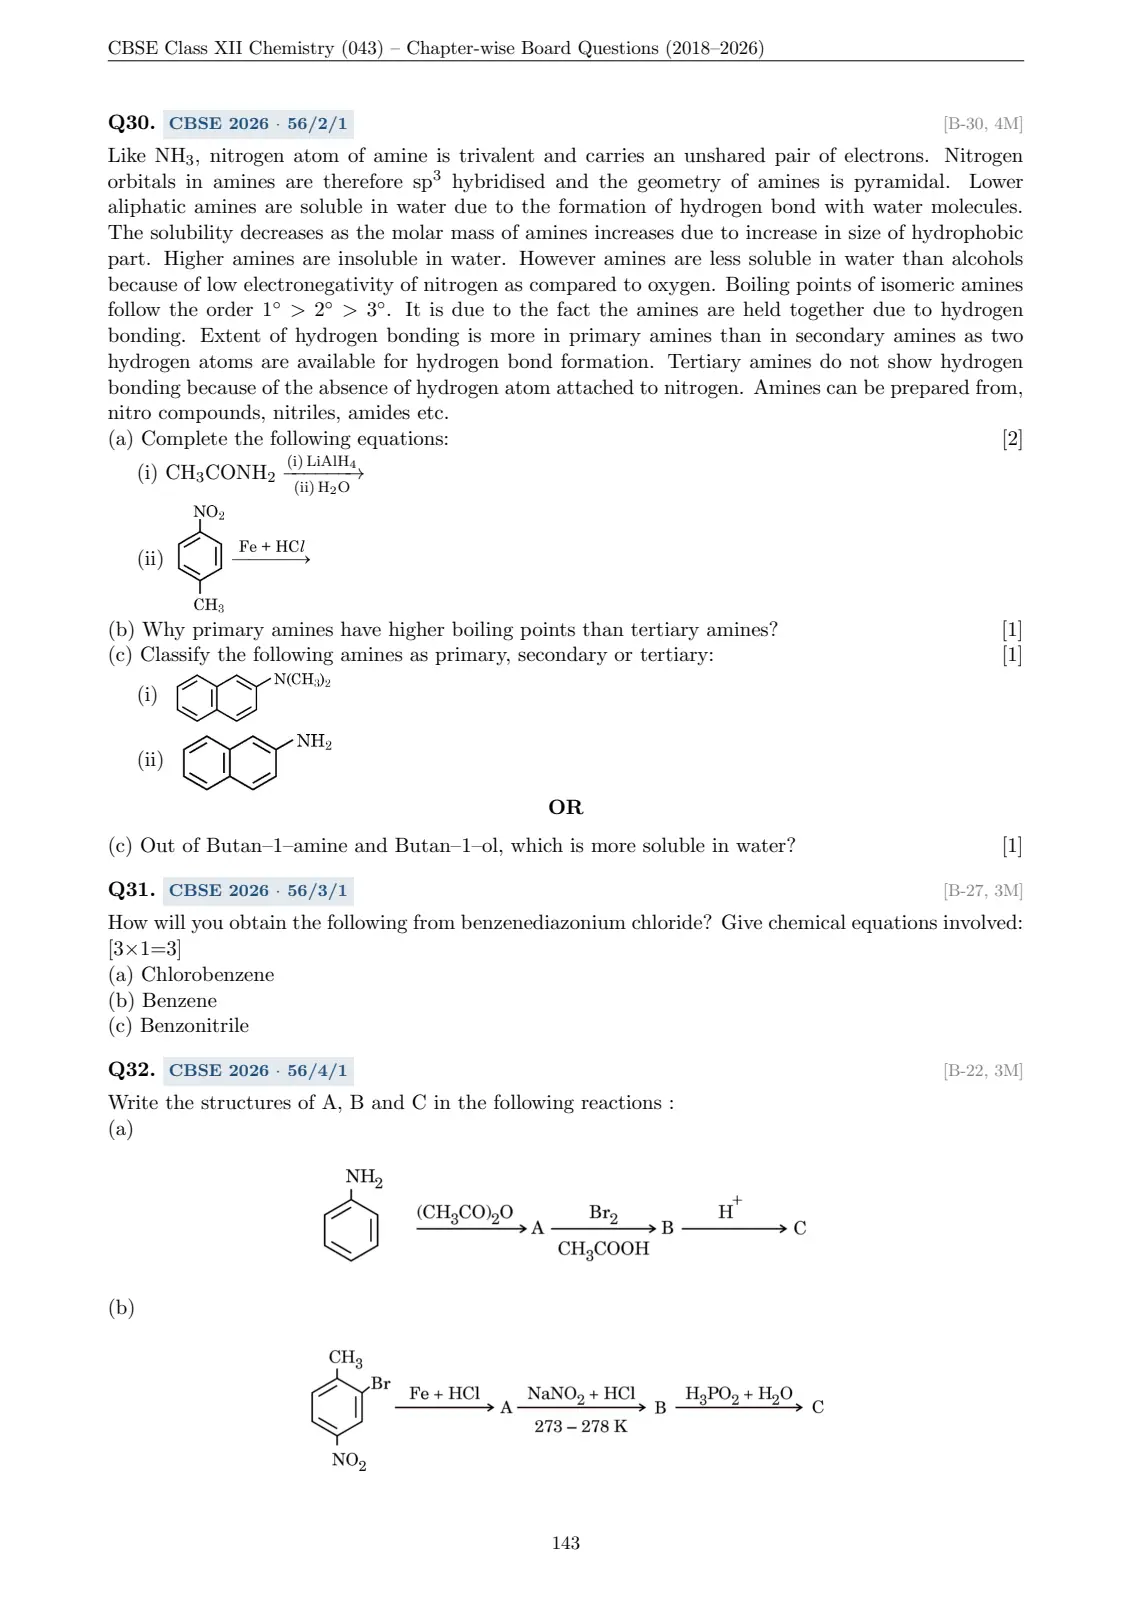 CBSE Class XII Chemistry (043) – Chapter-wise Board Questions (2018–2026)
Q30. CBSE 2026 · 56/2/1 [B-30, 4M]
Like NH₃, nitrogen atom of amine is trivalent and carries an unshared pair of electrons. Nitrogen
orbitals in amines are therefore sp³ hybridised and the geometry of amines is pyramidal. Lower
aliphatic amines are soluble in water due to the formation of hydrogen bond with water molecules.
The solubility decreases as the molar mass of amines increases due to increase in size of hydrophobic
part. Higher amines are insoluble in water. However amines are less soluble in water than alcohols
because of low electronegativity of nitrogen as compared to oxygen. Boiling points of isomeric amines
follow the order 1° > 2° > 3°. It is due to the fact the amines are held together due to hydrogen
bonding. Extent of hydrogen bonding is more in primary amines than in secondary amines as two
hydrogen atoms are available for hydrogen bond formation. Tertiary amines do not show hydrogen
bonding because of the absence of hydrogen atom attached to nitrogen. Amines can be prepared from,
nitro compounds, nitriles, amides etc.
(a) Complete the following equations: [2]
(i) CH₃CONH₂ (i) LiAlH₄ (ii) H₂O →
NO₂
(ii) Fe + HCl →
CH₃
(b) Why primary amines have higher boiling points than tertiary amines? [1]
(c) Classify the following amines as primary, secondary or tertiary: [1]
(i) N(CH₃)₂
(ii) NH₂
OR
(c) Out of Butan–1–amine and Butan–1–ol, which is more soluble in water? [1]
Q31. CBSE 2026 · 56/3/1 [B-27, 3M]
How will you obtain the following from benzenediazonium chloride? Give chemical equations involved:
[3×1=3]
(a) Chlorobenzene
(b) Benzene
(c) Benzonitrile
Q32. CBSE 2026 · 56/4/1 [B-22, 3M]
Write the structures of A, B and C in the following reactions :
(a)
NH₂
(CH₃CO)₂O → A Br₂ CH₃COOH → B H⁺ → C
(b)
CH₃
Br Fe + HCl → A NaNO₂ + HCl 273 – 278 K → B H₃PO₂ + H₂O → C
NO₂
143